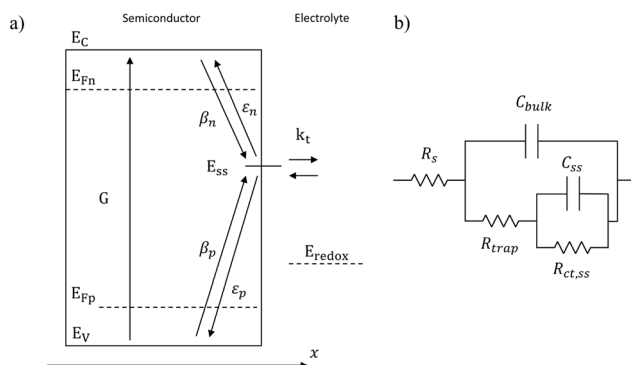 a)
Semiconductor
Electrolyte
b)
E_C
E_Fn
β_n
ε_n
k_t
E_ss
G
β_p
ε_p
E_redox
E_Fp
E_V
x
C_bulk
R_s
C_ss
R_trap
R_ct,ss